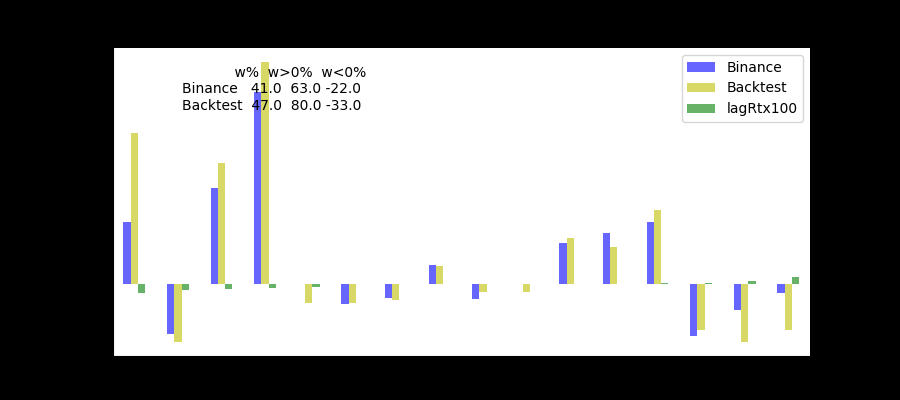 w% w>0% w<0%
Binance 41.0 63.0 -22.0
Backtest 47.0 80.0 -33.0
Binance
Backtest
lagRtx100